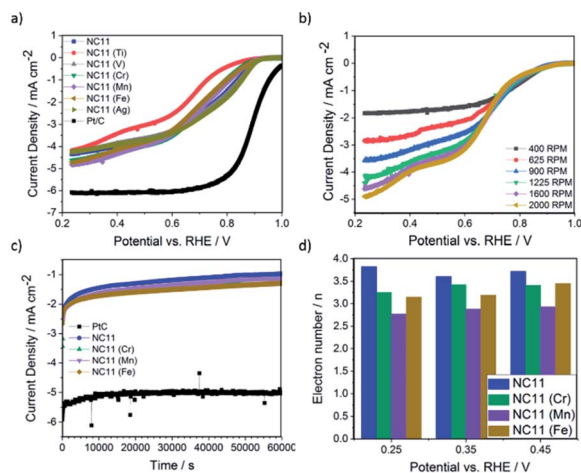 a)
Current Density / mA cm-2
0
-1
-2
-3
-4
-5
-6
-7
NC11
NC11 (Ti)
NC11 (V)
NC11 (Cr)
NC11 (Mn)
NC11 (Fe)
NC11 (Ag)
Pt/C
0.2
0.4
0.6
0.8
1.0
Potential vs. RHE / V
b)
Current Density / mA cm -2
0
-1
-2
-3
-4
-5
400 RPM
625 RPM
900 RPM
1225 RPM
1600 RPM
2000 RPM
0.2
0.4
0.6
0.8
1.0
Potential vs. RHE / V
c)
Current Density / mA cm-2
0
-1
-2
-3
-4
-5
-6
PtC
NC11
NC11 (Cr)
NC11 (Mn)
NC11 (Fe)
0
10000
20000
30000
40000
50000
60000
Time / s
d)
Electron number / n
4.0
3.5
3.0
2.5
2.0
1.5
1.0
0.5
0.0
NC11
NC11 (Cr)
NC11 (Mn)
NC11 (Fe)
0.25
0.35
0.45
Potential vs. RHE / V